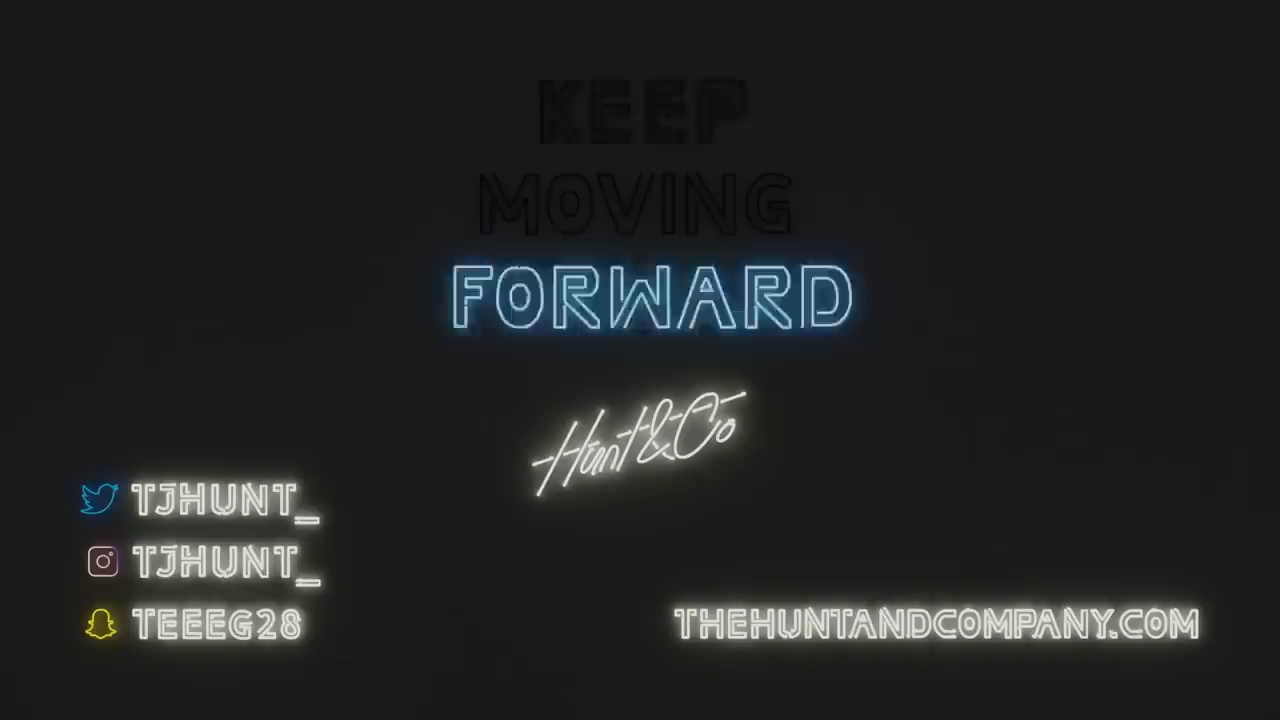 KEEP
MOVING
FORWARD
Hunt&Co
TJHUNT_
TJHUNT_
TEEEG28
THEHUNTANDCOMPANY.COM